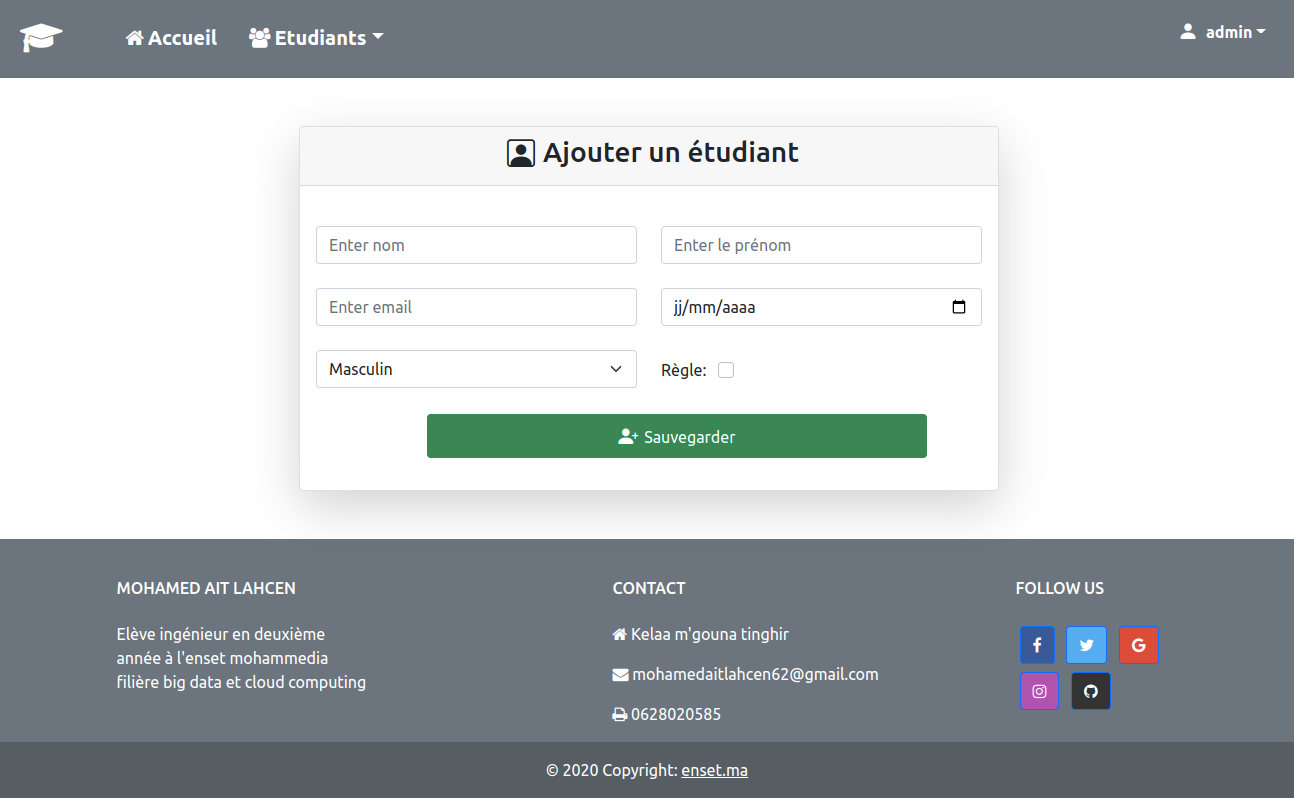 Accueil
Etudiants
admin
Ajouter un étudiant
Enter nom
Enter le prénom
Enter email
jj/mm/aaaa
Masculin
Règle:
Sauvegarder
MOHAMED AIT LAHCEN
Elève ingénieur en deuxième
année à l'enset mohammedia
filière big data et cloud computing
CONTACT
Kelaa m'gouna tinghir
mohamedaitlahcen62@gmail.com
0628020585
FOLLOW US
© 2020 Copyright: enset.ma